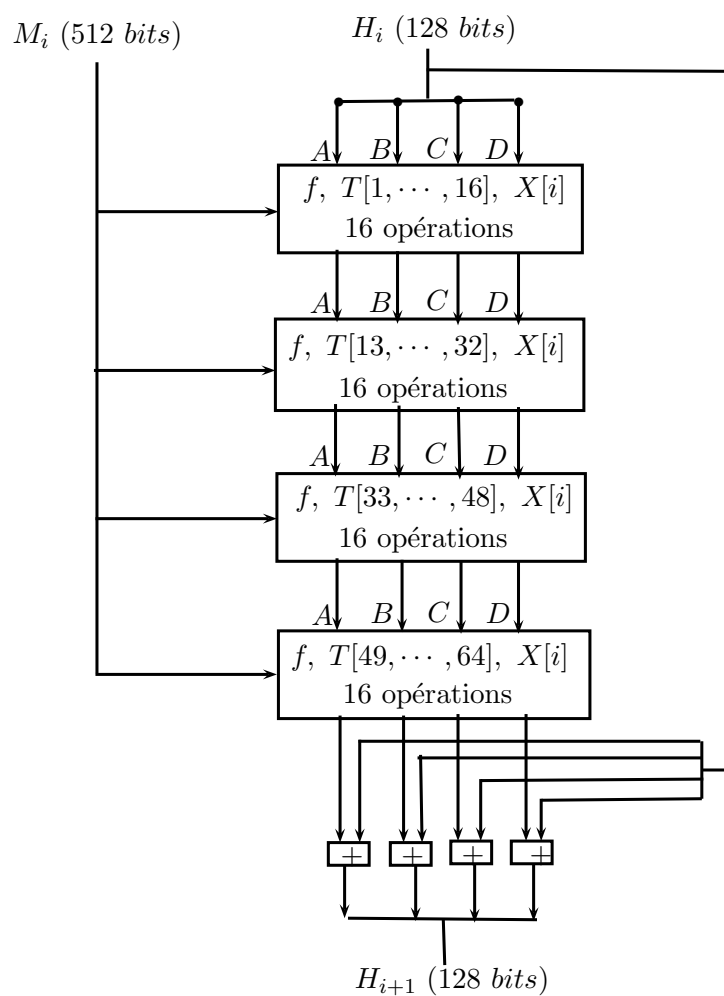 M_i (512 bits)
H_i (128 bits)
A B C D
f, T[1, ⋯ , 16], X[i]
16 opérations
A B C D
f, T[13, ⋯ , 32], X[i]
16 opérations
A B C D
f, T[33, ⋯ , 48], X[i]
16 opérations
A B C D
f, T[49, ⋯ , 64], X[i]
16 opérations
+ + + +
H_{i+1} (128 bits)